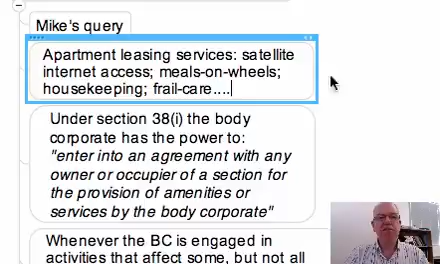 Mike's query
Apartment leasing services: satellite
internet access; meals-on-wheels;
housekeeping; frail-care....
Under section 38(i) the body
corporate has the power to:
"enter into an agreement with any
owner or occupier of a section for
the provision of amenities or
services by the body corporate"
Whenever the BC is engaged in
activities that affect some, but not all